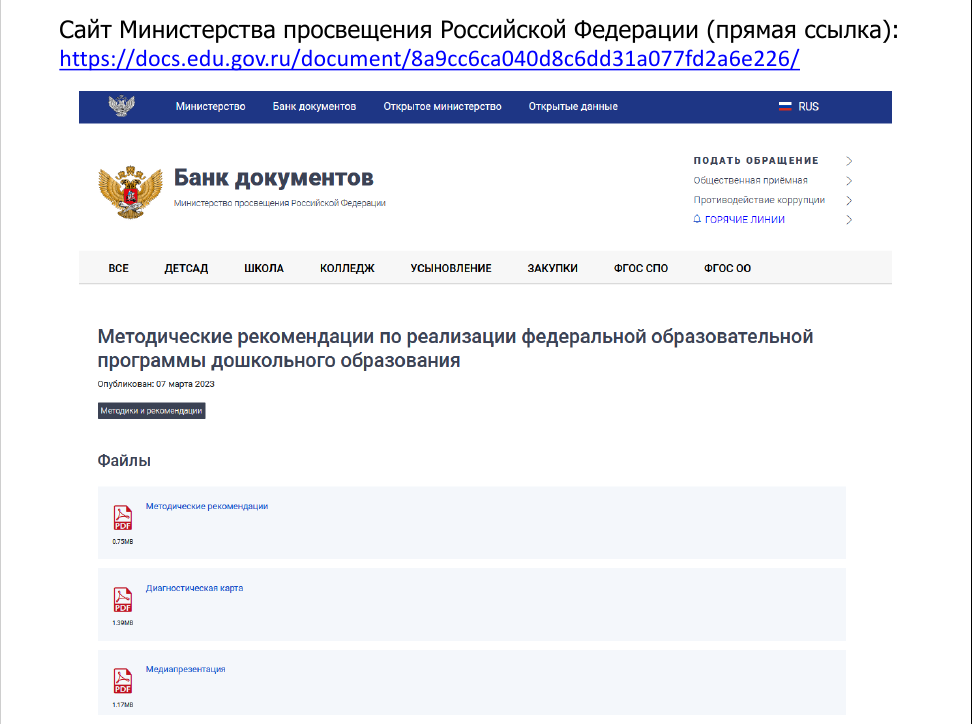 Сайт Министерства просвещения Российской Федерации (прямая ссылка):
https://docs.edu.gov.ru/document/8a9cc6ca040d8c6dd31a077fd2a6e226/
Министерство Банк документов Открытое министерство Открытые данные RUS
Банк документов
Министерство просвещения Российской Федерации
ПОДАТЬ ОБРАЩЕНИЕ
Общественная приёмная
Противодействие коррупции
ГОРЯЧИЕ ЛИНИИ
ВСЕ ДЕТСАД ШКОЛА КОЛЛЕДЖ УСЫНОВЛЕНИЕ ЗАКУПКИ ФГОС СПО ФГОС ОО
Методические рекомендации по реализации федеральной образовательной
программы дошкольного образования
Опубликован: 07 марта 2023
Методики и рекомендации
Файлы
Методические рекомендации
PDF
0.75MB
Диагностическая карта
PDF
1.39MB
Медиапрезентация
PDF
1.17MB